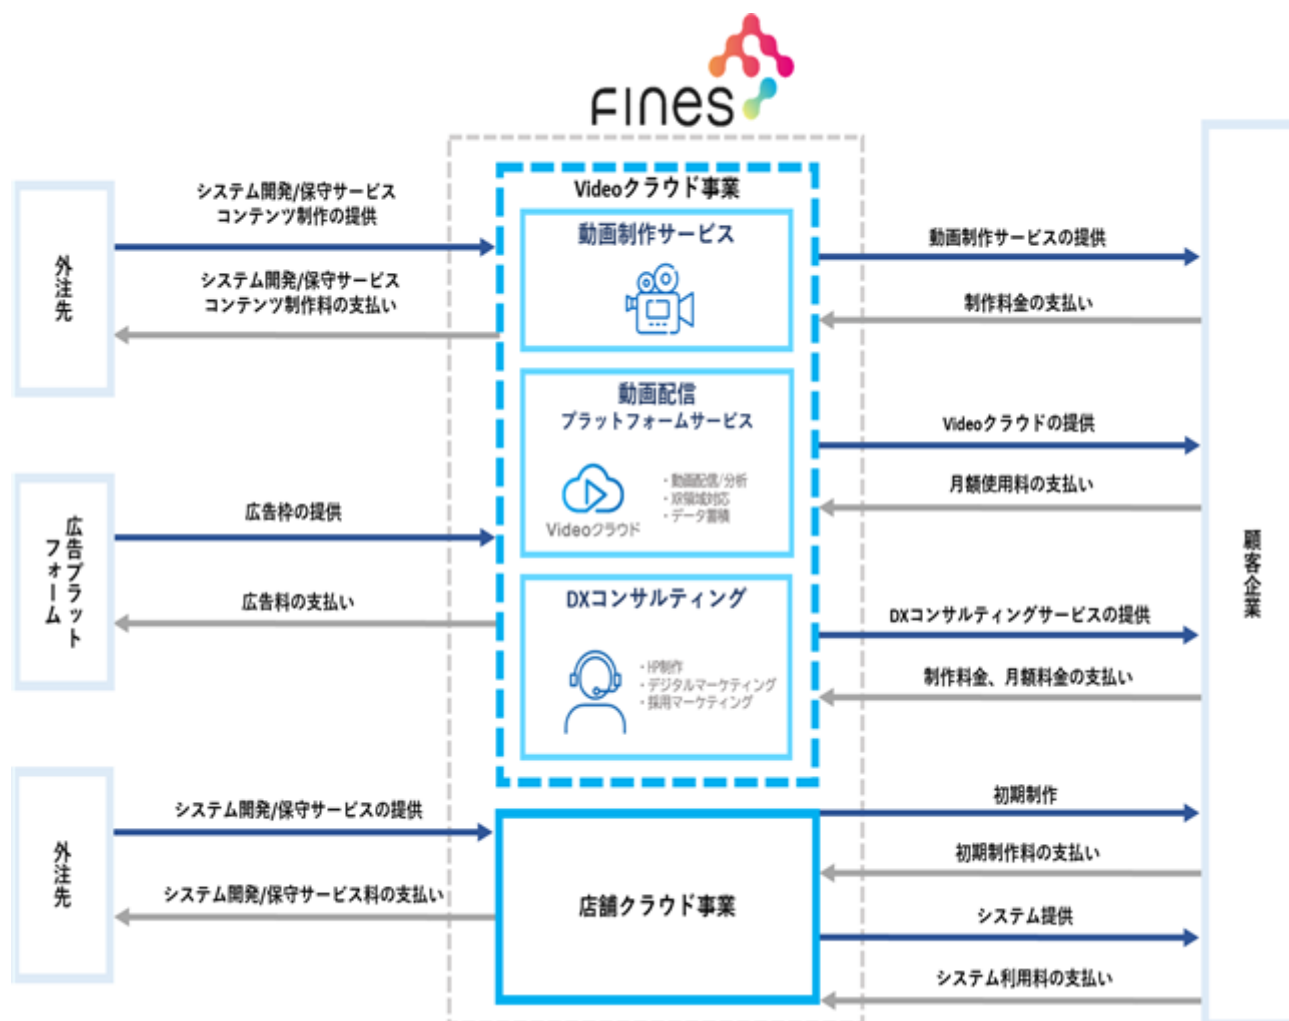 FINES
Videoクラウド事業
動画制作サービス
動画配信
プラットフォームサービス
・動画配信/分析
・XR領域対応
・データ蓄積
Videoクラウド
DXコンサルティング
・HP制作
・デジタルマーケティング
・採用マーケティング
店舗クラウド事業
外注先
システム開発/保守サービス
コンテンツ制作の提供
システム開発/保守サービス
コンテンツ制作料の支払い
広告プラット
フォーム
広告枠の提供
広告料の支払い
外注先
システム開発/保守サービスの提供
システム開発/保守サービス料の支払い
動画制作サービスの提供
制作料金の支払い
Videoクラウドの提供
月額使用料の支払い
DXコンサルティングサービスの提供
制作料金、月額料金の支払い
初期制作
初期制作料の支払い
システム提供
システム利用料の支払い
顧客企業